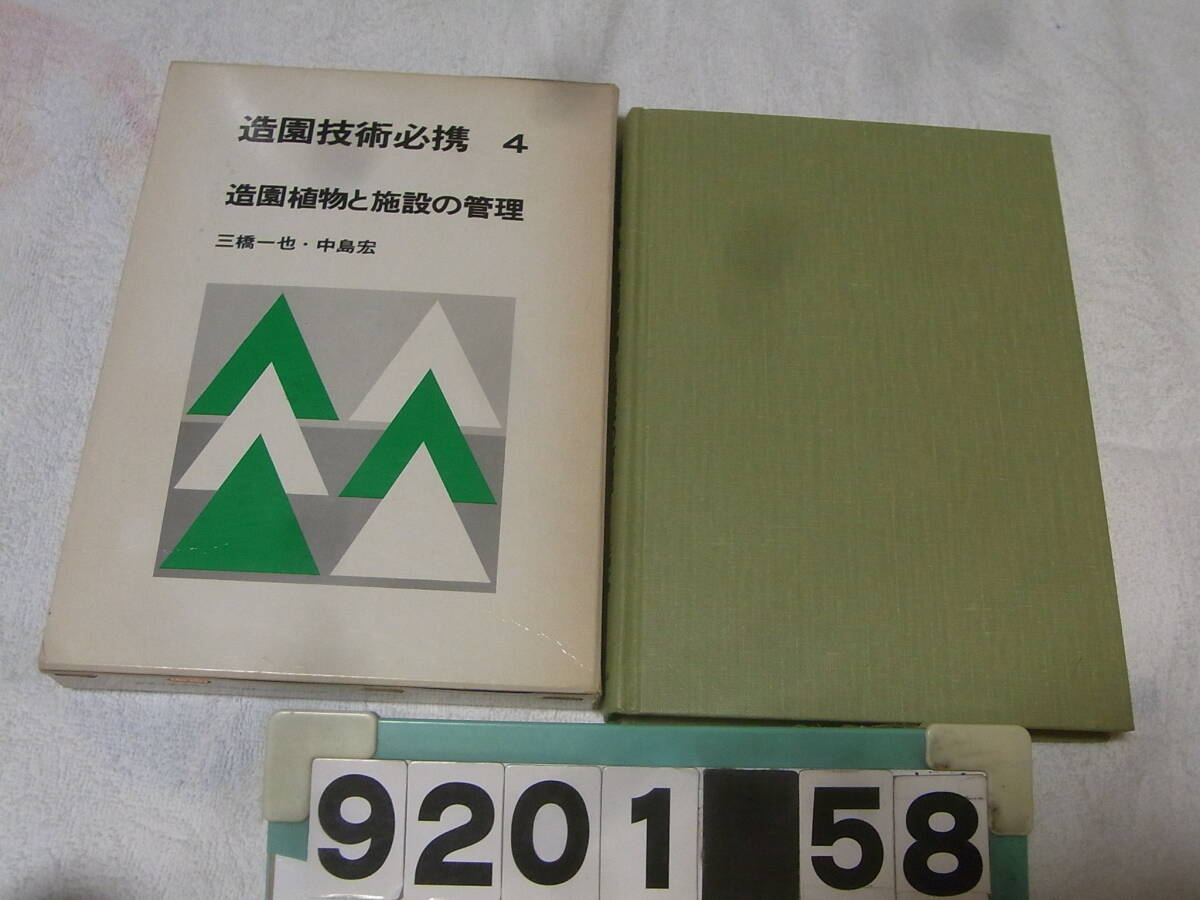 造園技術必携 4
造園植物と施設の管理
三橋一也・中島宏
9201 58